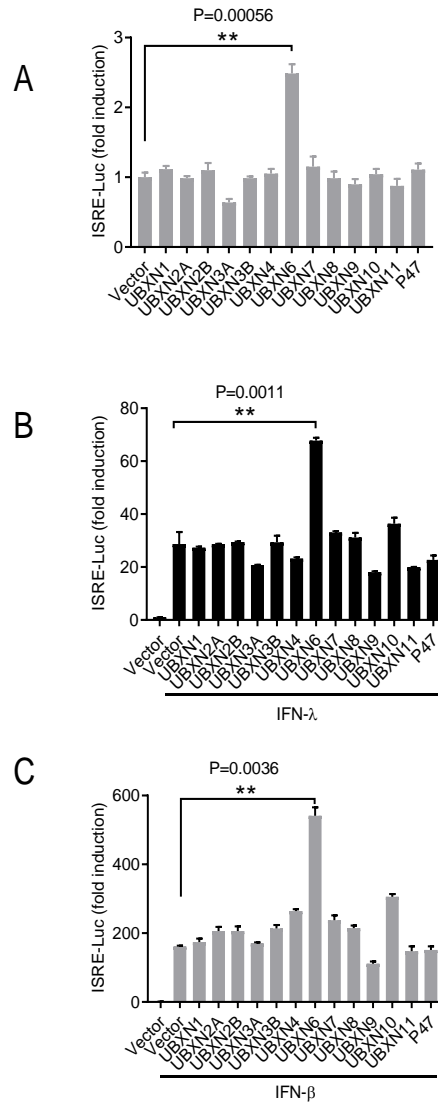 A
P=0.00056
**
ISRE-Luc (fold induction)
3
2
1
0
Vector
UBXN1
UBXN2A
UBXN2B
UBXN3A
UBXN3B
UBXN4
UBXN6
UBXN7
UBXN8
UBXN9
UBXN10
UBXN11
P47
B
P=0.0011
**
ISRE-Luc (fold induction)
80
60
40
20
0
Vector
Vector
UBXN1
UBXN2A
UBXN2B
UBXN3A
UBXN3B
UBXN4
UBXN6
UBXN7
UBXN8
UBXN9
UBXN10
UBXN11
P47
IFN-λ
C
P=0.0036
**
ISRE-Luc (fold induction)
600
400
200
0
Vector
Vector
UBXN1
UBXN2A
UBXN2B
UBXN3A
UBXN3B
UBXN4
UBXN6
UBXN7
UBXN8
UBXN9
UBXN10
UBXN11
P47
IFN-β